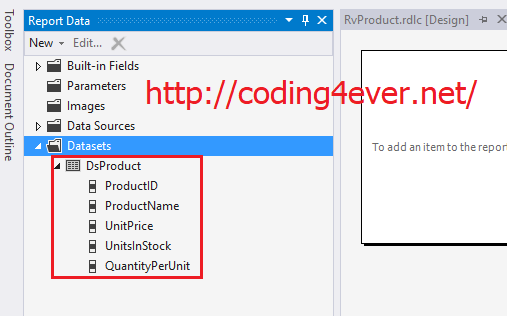 Toolbox
Document Outline
Report Data
New
Edit...
Built-in Fields
Parameters
Images
Data Sources
Datasets
DsProduct
ProductID
ProductName
UnitPrice
UnitsInStock
QuantityPerUnit
http://coding4ever.net/
RvProduct.rdlc [Design]
To add an item to the repor